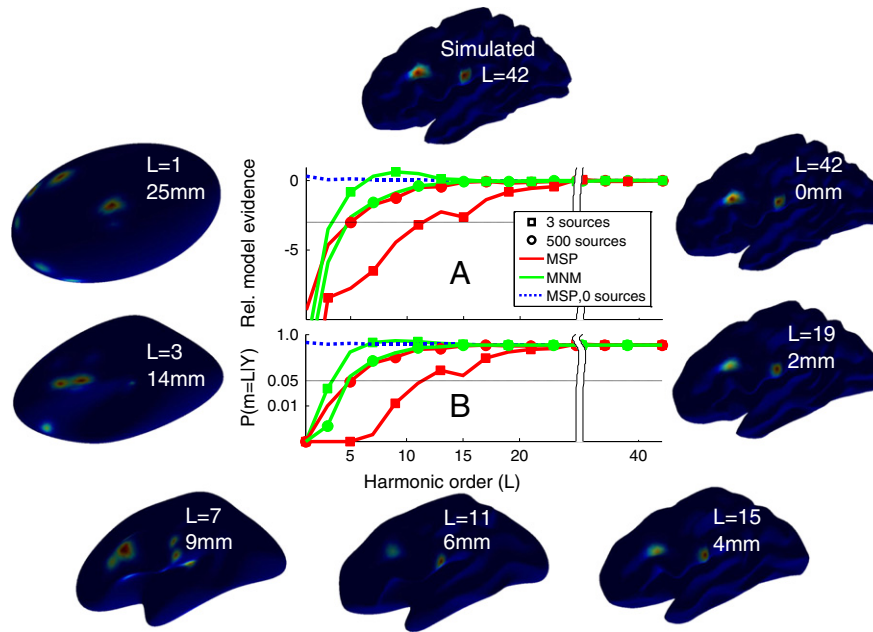 Simulated
L=42
L=1
25mm
L=42
0mm
L=3
14mm
L=19
2mm
L=7
9mm
L=11
6mm
L=15
4mm
Rel. model evidence
0
-5
A
3 sources
500 sources
MSP
MNM
MSP,0 sources
P(m=L|Y)
1.0
0.05
0.01
B
5
10
15
20
40
Harmonic order (L)